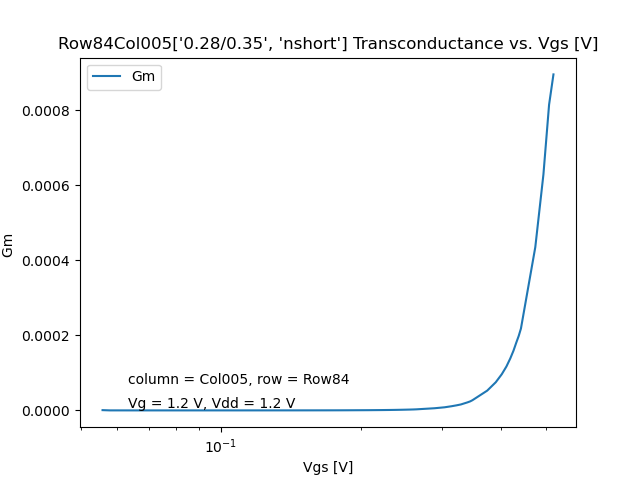 Row84Col005['0.28/0.35', 'nshort'] Transconductance vs. Vgs [V]
Gm
0.0008
0.0006
0.0004
0.0002
0.0000
Gm
column = Col005, row = Row84
Vg = 1.2 V, Vdd = 1.2 V
10⁻¹
Vgs [V]